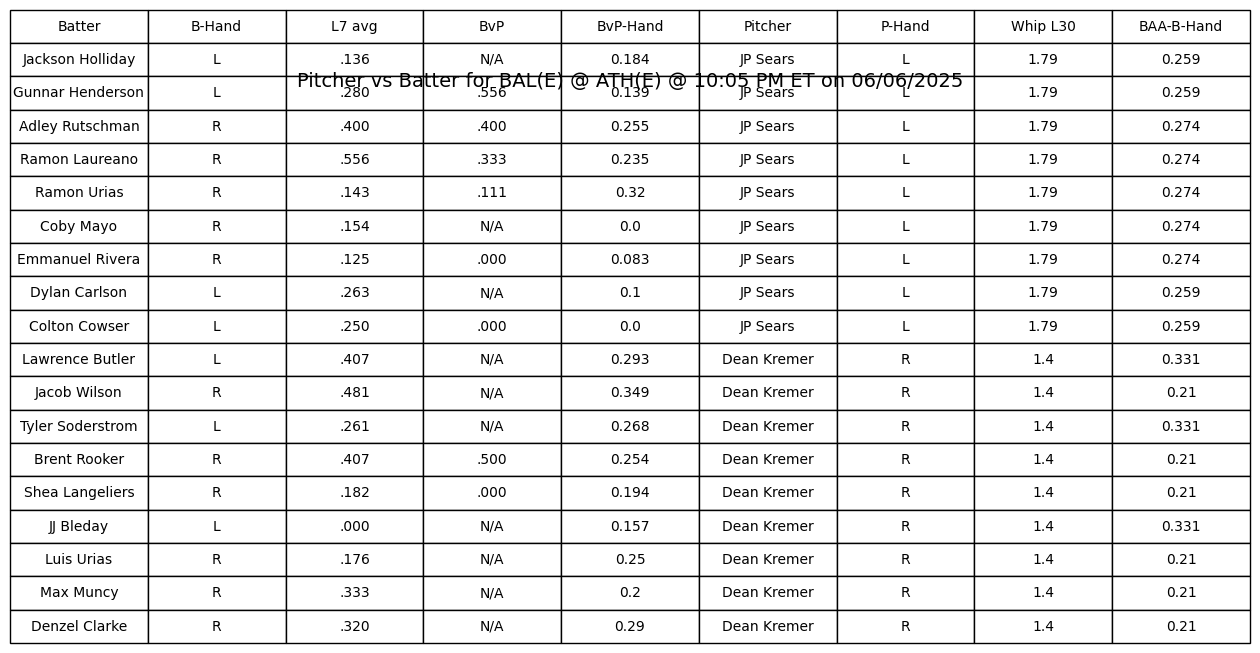 Batter B-Hand L7 avg BvP BvP-Hand Pitcher P-Hand Whip L30 BAA-B-Hand
Jackson Holliday L .136 N/A 0.184 JP Sears L 1.79 0.259
Pitcher vs Batter for BAL(E) @ ATH(E) @ 10:05 PM ET on 06/06/2025
Gunnar Henderson L .280 .556 0.139 JP Sears L 1.79 0.259
Adley Rutschman R .400 .400 0.255 JP Sears L 1.79 0.274
Ramon Laureano R .556 .333 0.235 JP Sears L 1.79 0.274
Ramon Urias R .143 .111 0.32 JP Sears L 1.79 0.274
Coby Mayo R .154 N/A 0.0 JP Sears L 1.79 0.274
Emmanuel Rivera R .125 .000 0.083 JP Sears L 1.79 0.274
Dylan Carlson L .263 N/A 0.1 JP Sears L 1.79 0.259
Colton Cowser L .250 .000 0.0 JP Sears L 1.79 0.259
Lawrence Butler L .407 N/A 0.293 Dean Kremer R 1.4 0.331
Jacob Wilson R .481 N/A 0.349 Dean Kremer R 1.4 0.21
Tyler Soderstrom L .261 N/A 0.268 Dean Kremer R 1.4 0.331
Brent Rooker R .407 .500 0.254 Dean Kremer R 1.4 0.21
Shea Langeliers R .182 .000 0.194 Dean Kremer R 1.4 0.21
JJ Bleday L .000 N/A 0.157 Dean Kremer R 1.4 0.331
Luis Urias R .176 N/A 0.25 Dean Kremer R 1.4 0.21
Max Muncy R .333 N/A 0.2 Dean Kremer R 1.4 0.21
Denzel Clarke R .320 N/A 0.29 Dean Kremer R 1.4 0.21